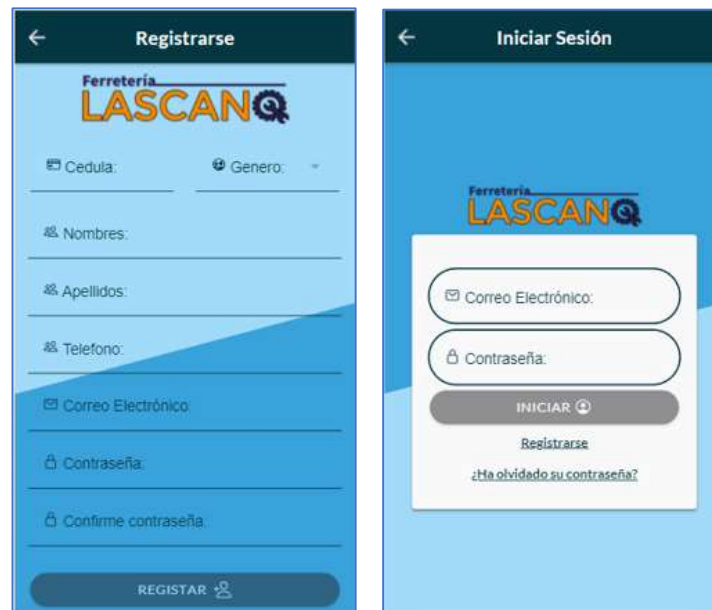 Registrarse
Ferretería
LASCANO
Cedula:
Genero:
Nombres:
Apellidos:
Telefono:
Correo Electrónico:
Contraseña:
Confirme contraseña:
REGISTAR
Iniciar Sesión
Ferretería
LASCANO
Correo Electrónico:
Contraseña:
INICIAR
Registrarse
¿Ha olvidado su contraseña?